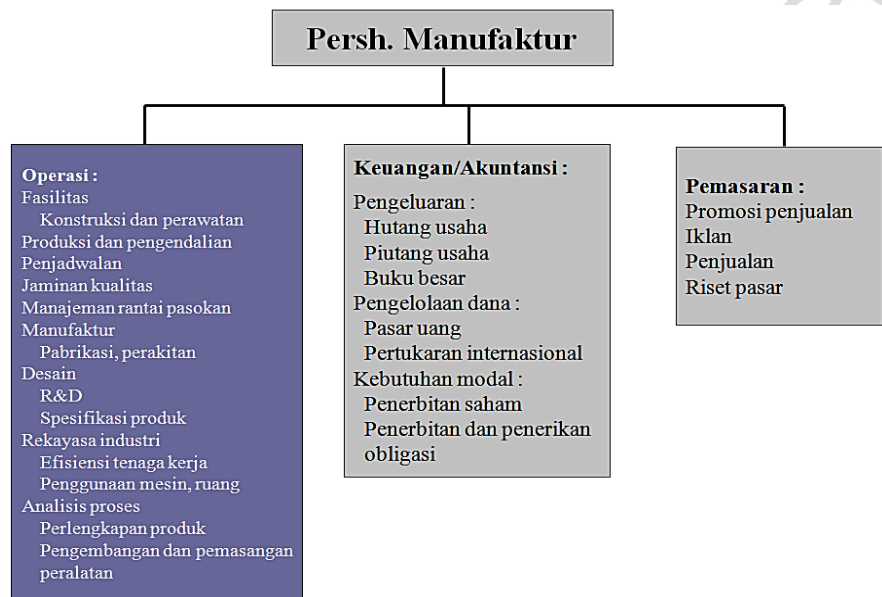 Persh. Manufaktur
Operasi :
Fasilitas
Konstruksi dan perawatan
Produksi dan pengendalian
Penjadwalan
Jaminan kualitas
Manajeman rantai pasokan
Manufaktur
Pabrikasi, perakitan
Desain
R&D
Spesifikasi produk
Rekayasa industri
Efisiensi tenaga kerja
Penggunaan mesin, ruang
Analisis proses
Perlengkapan produk
Pengembangan dan pemasangan
peralatan
Keuangan/Akuntansi :
Pengeluaran :
Hutang usaha
Piutang usaha
Buku besar
Pengelolaan dana :
Pasar uang
Pertukaran internasional
Kebutuhan modal :
Penerbitan saham
Penerbitan dan penerikan
obligasi
Pemasaran :
Promosi penjualan
Iklan
Penjualan
Riset pasar